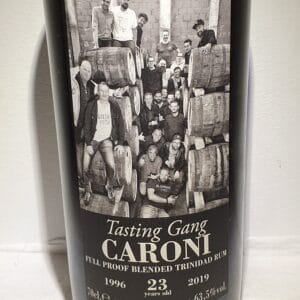 Tasting Gang
CARONI
FULL PROOF BLENDED TRINIDAD RUM
1996 23 2019
years old
70cl.℮ 63,5%vol.